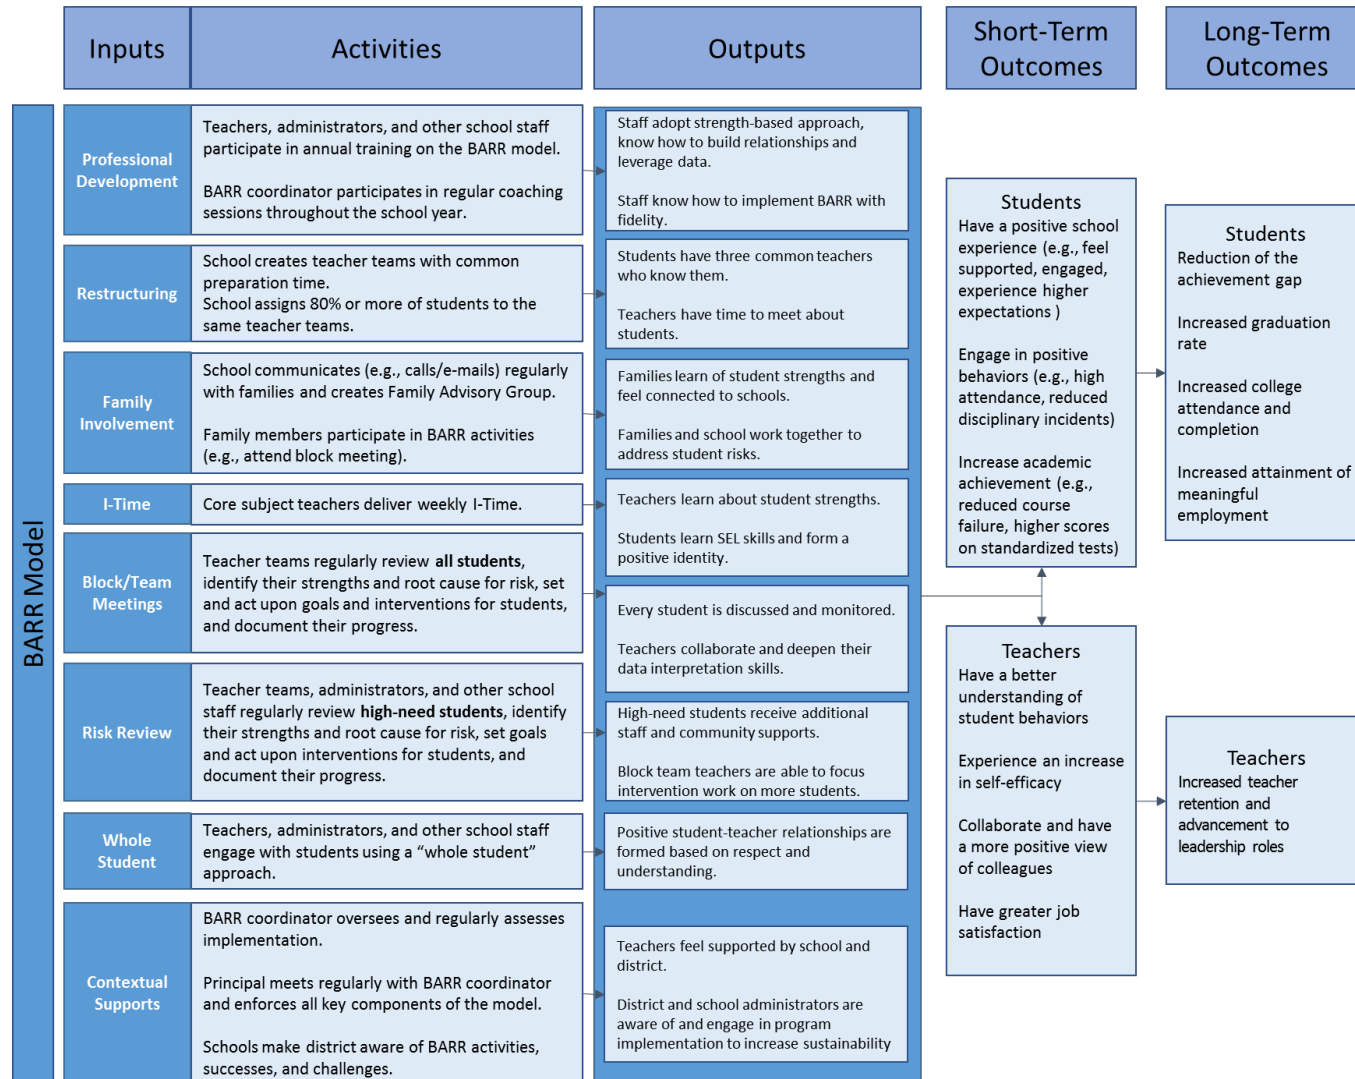 Inputs
Activities
Outputs
Short-Term
Outcomes
Long-Term
Outcomes
BARR Model
Professional
Development
Teachers, administrators, and other school staff
participate in annual training on the BARR model.
BARR coordinator participates in regular coaching
sessions throughout the school year.
Staff adopt strength-based approach,
know how to build relationships and
leverage data.
Staff know how to implement BARR with
fidelity.
Restructuring
School creates teacher teams with common
preparation time.
School assigns 80% or more of students to the
same teacher teams.
Students have three common teachers
who know them.
Teachers have time to meet about
students.
Family
Involvement
School communicates (e.g., calls/e-mails) regularly
with families and creates Family Advisory Group.
Family members participate in BARR activities
(e.g., attend block meeting).
Families learn of student strengths and
feel connected to schools.
Families and school work together to
address student risks.
I-Time
Core subject teachers deliver weekly I-Time.
Teachers learn about student strengths.
Students learn SEL skills and form a
positive identity.
Block/Team
Meetings
Teacher teams regularly review all students,
identify their strengths and root cause for risk, set
and act upon goals and interventions for students,
and document their progress.
Every student is discussed and monitored.
Teachers collaborate and deepen their
data interpretation skills.
Risk Review
Teacher teams, administrators, and other school
staff regularly review high-need students, identify
their strengths and root cause for risk, set goals
and act upon interventions for students, and
document their progress.
High-need students receive additional
staff and community supports.
Block team teachers are able to focus
intervention work on more students.
Whole
Student
Teachers, administrators, and other school staff
engage with students using a “whole student”
approach.
Positive student-teacher relationships are
formed based on respect and
understanding.
Contextual
Supports
BARR coordinator oversees and regularly assesses
implementation.
Principal meets regularly with BARR coordinator
and enforces all key components of the model.
Schools make district aware of BARR activities,
successes, and challenges.
Teachers feel supported by school and
district.
District and school administrators are
aware of and engage in program
implementation to increase sustainability
Students
Have a positive school
experience (e.g., feel
supported, engaged,
experience higher
expectations )
Engage in positive
behaviors (e.g., high
attendance, reduced
disciplinary incidents)
Increase academic
achievement (e.g.,
reduced course
failure, higher scores
on standardized tests)
Teachers
Have a better
understanding of
student behaviors
Experience an increase
in self-efficacy
Collaborate and have
a more positive view
of colleagues
Have greater job
satisfaction
Students
Reduction of the
achievement gap
Increased graduation
rate
Increased college
attendance and
completion
Increased attainment of
meaningful
employment
Teachers
Increased teacher
retention and
advancement to
leadership roles